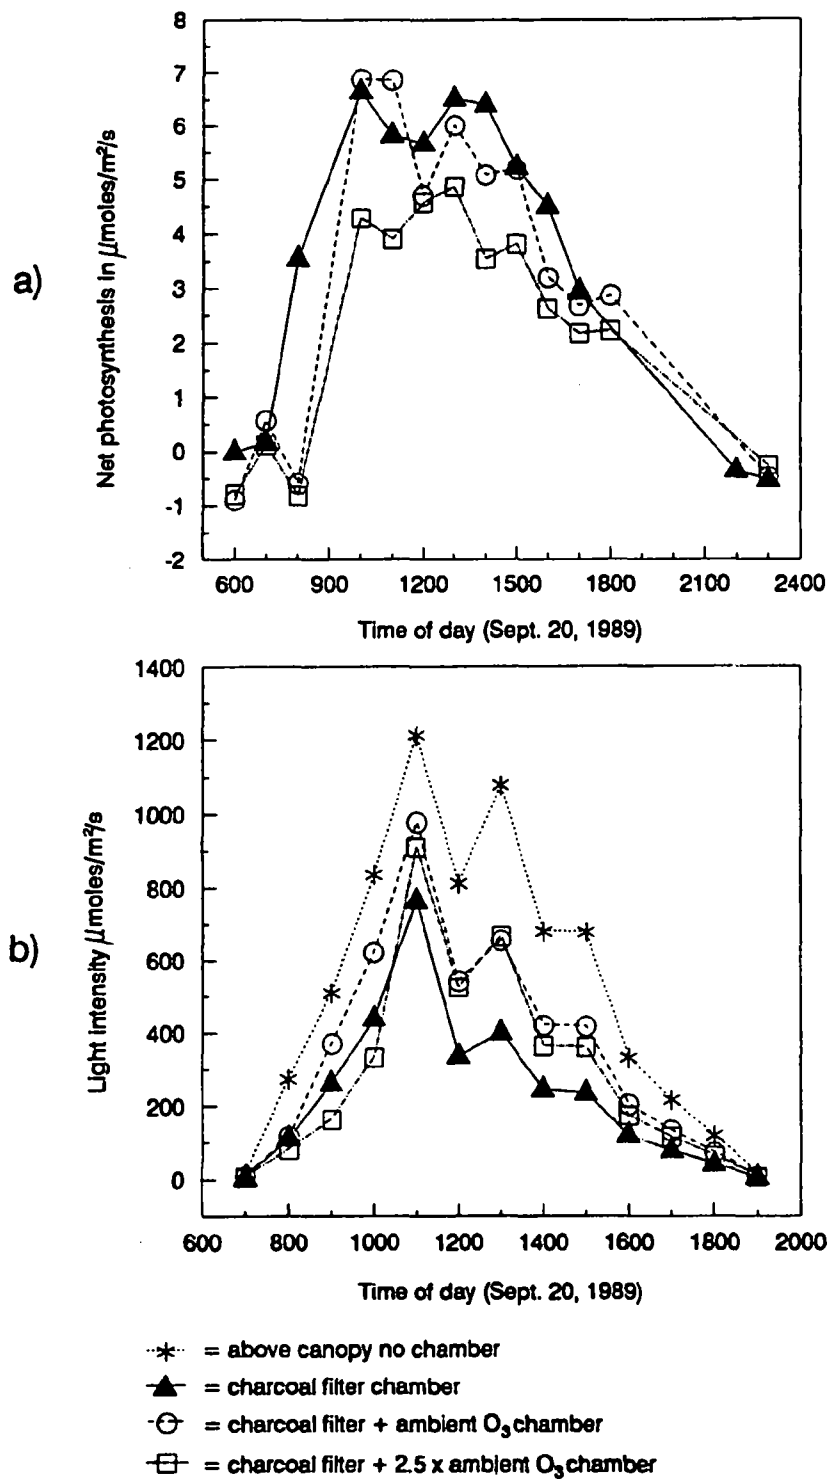 a)
Net photosynthesis in μmoles/m²/s
8
7
6
5
4
3
2
1
0
-1
-2
600 900 1200 1500 1800 2100 2400
Time of day (Sept. 20, 1989)
b)
Light intensity μmoles/m²/s
1400
1200
1000
800
600
400
200
0
600 800 1000 1200 1400 1600 1800 2000
Time of day (Sept. 20, 1989)
= above canopy no chamber
= charcoal filter chamber
= charcoal filter + ambient O₃ chamber
= charcoal filter + 2.5 x ambient O₃ chamber